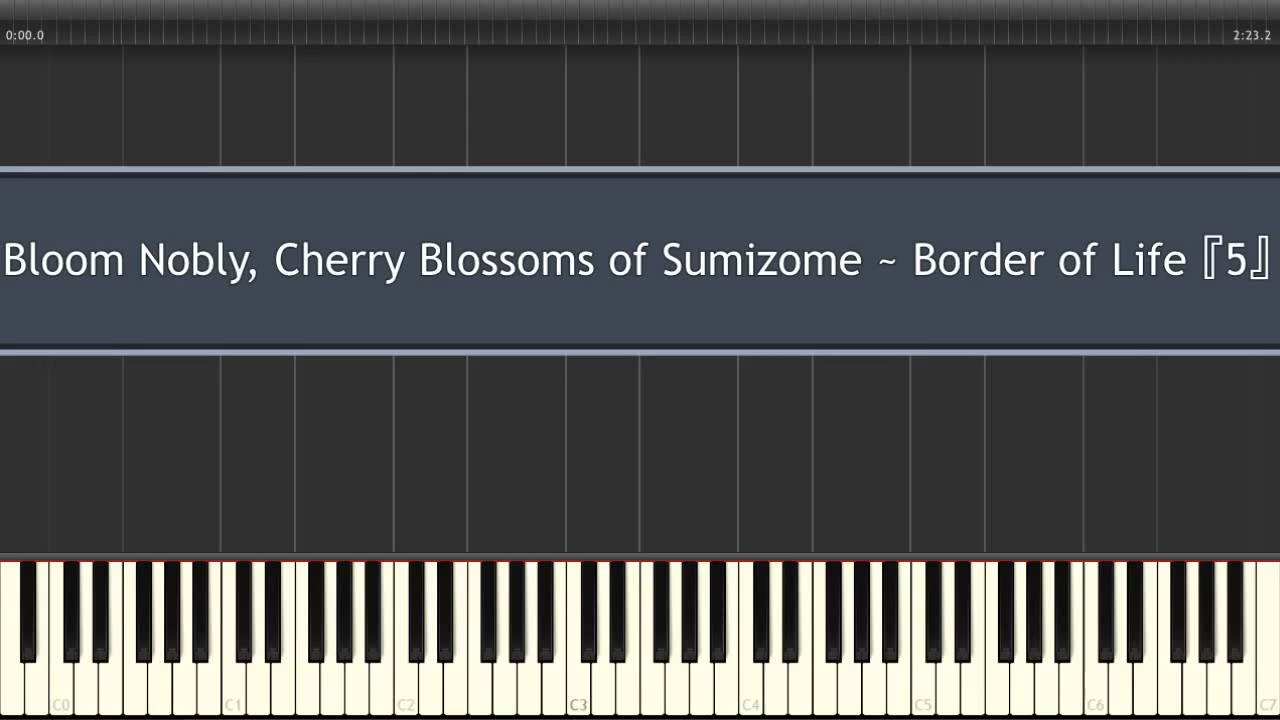 0:00.0 2:23.2
Bloom Nobly, Cherry Blossoms of Sumizome ~ Border of Life『5』
C0 C1 C2 C3 C4 C5 C6 C7